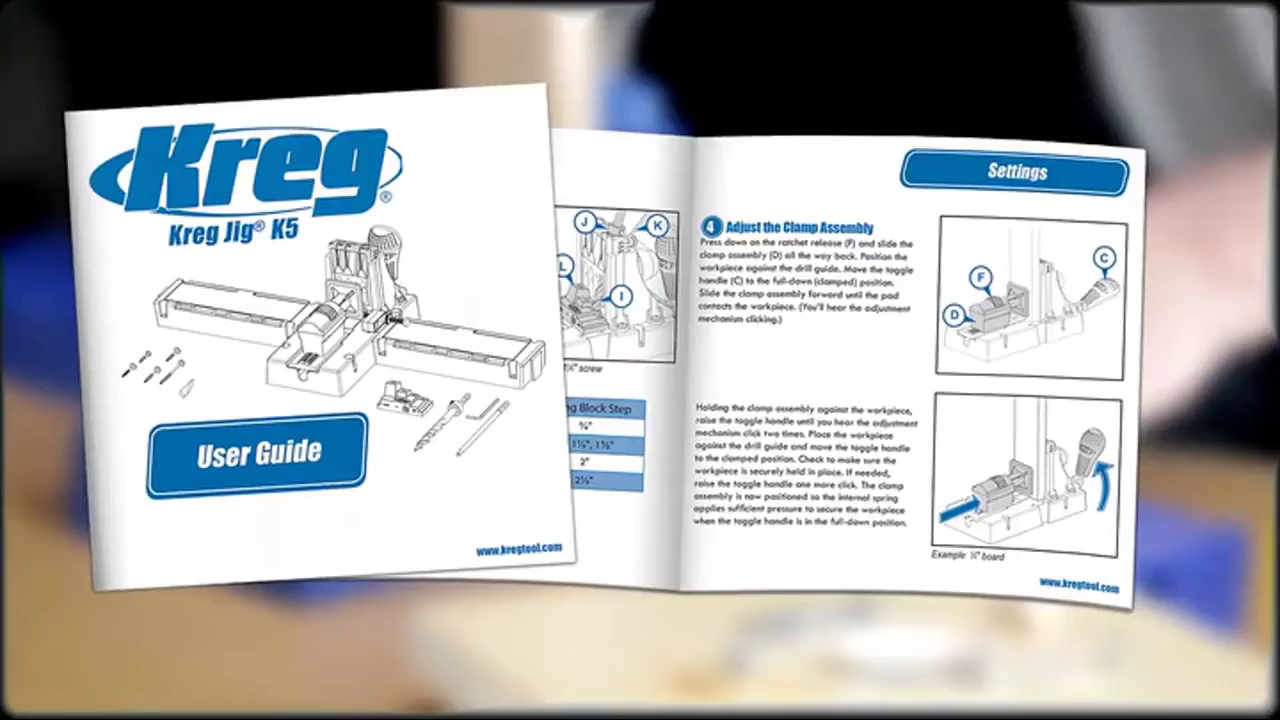 Kreg®
Kreg Jig® K5
User Guide
www.kregtool.com
J
K
L
I
screw
Block Step
¾"
1½"
2"
2½"
Settings
4 Adjust the Clamp Assembly
Press down on the ratchet release (F) and slide the
clamp assembly (D) all the way back. Position the
workpiece against the drill guide. Move the toggle
handle (C) to the full-down (clamped) position.
Slide the clamp assembly forward until the pad
contacts the workpiece. (You'll hear the adjustment
mechanism clicking.)
C
F
D
Holding the clamp assembly against the workpiece,
raise the toggle handle until you hear the adjustment
mechanism click two times. Place the workpiece
against the drill guide and move the toggle handle
to the clamped position. Check to make sure the
workpiece is securely held in place. If needed,
raise the toggle handle one more click. The clamp
assembly is now positioned so the internal spring
applies sufficient pressure to secure the workpiece
when the toggle handle is in the full-down position.
Example: board
www.kregtool.com